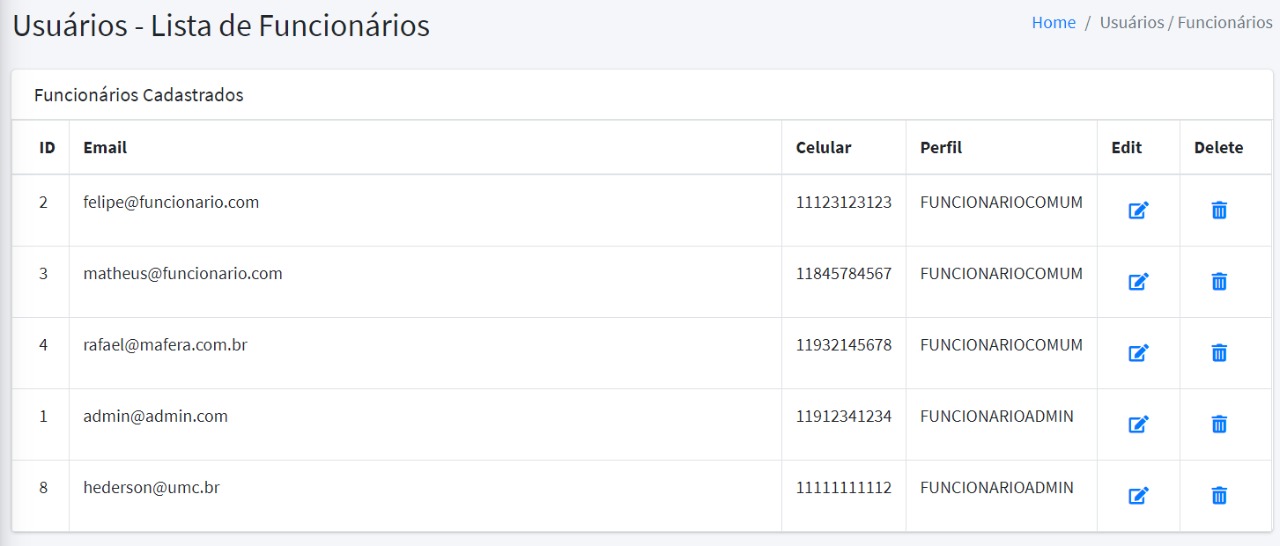 Usuários - Lista de Funcionários
Home / Usuários / Funcionários
Funcionários Cadastrados
ID Email Celular Perfil Edit Delete
2 felipe@funcionario.com 11123123123 FUNCIONARIOCOMUM
3 matheus@funcionario.com 11845784567 FUNCIONARIOCOMUM
4 rafael@mafera.com.br 11932145678 FUNCIONARIOCOMUM
1 admin@admin.com 11912341234 FUNCIONARIOADMIN
8 hederson@umc.br 11111111112 FUNCIONARIOADMIN